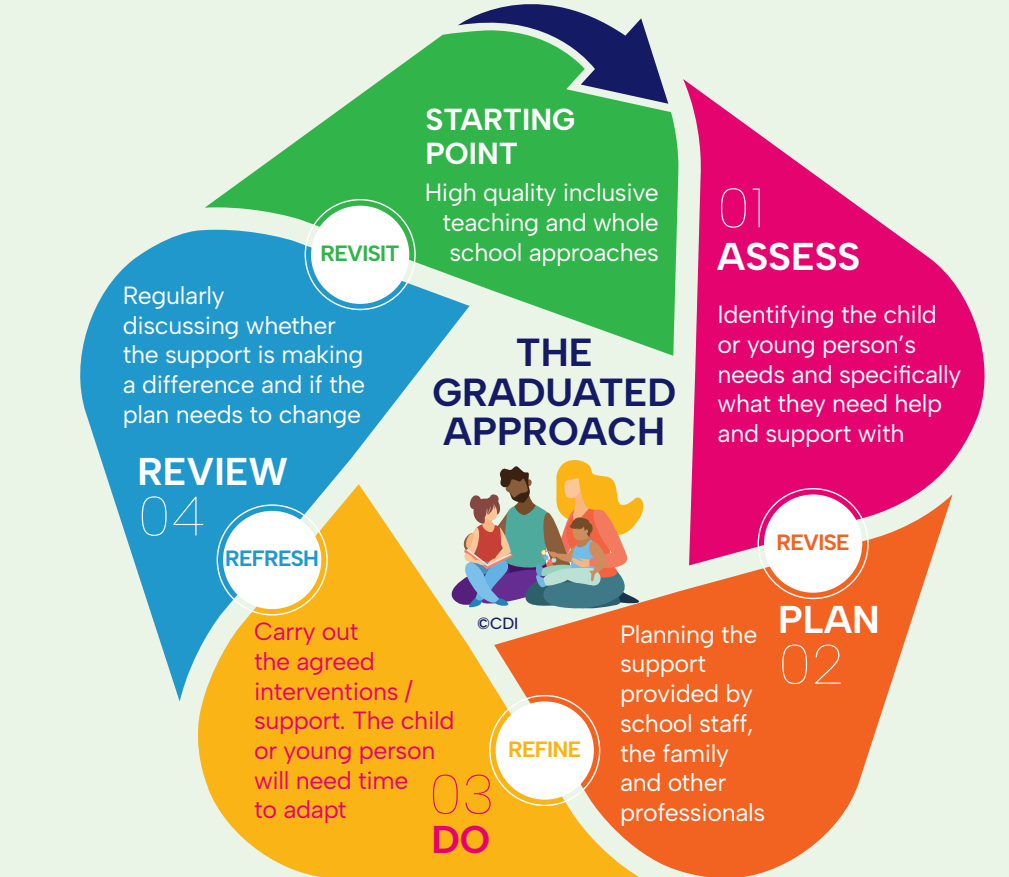 STARTING
POINT
High quality inclusive
teaching and whole
school approaches
01
ASSESS
Identifying the child
or young person's
needs and specifically
what they need help
and support with
REVISE
PLAN
02
Planning the
support
provided by
school staff,
the family
and other
professionals
REFINE
03
DO
Carry out
the agreed
interventions /
support. The child
or young person
will need time
to adapt
REFRESH
REVIEW
04
Regularly
discussing whether
the support is making
a difference and if the
plan needs to change
REVISIT
THE
GRADUATED
APPROACH
©CDI